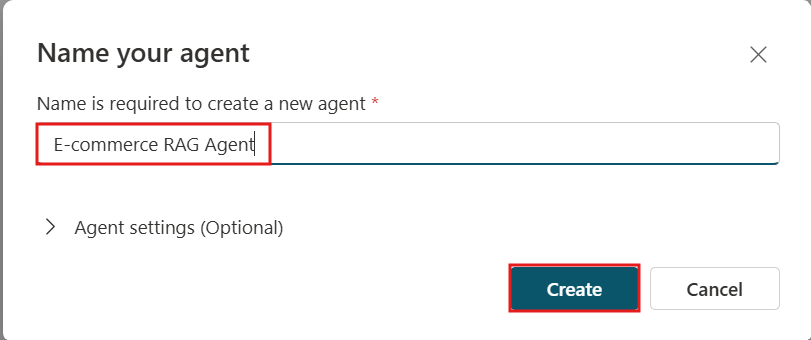 Name your agent
Name is required to create a new agent *
E-commerce RAG Agent
Agent settings (Optional)
Create
Cancel